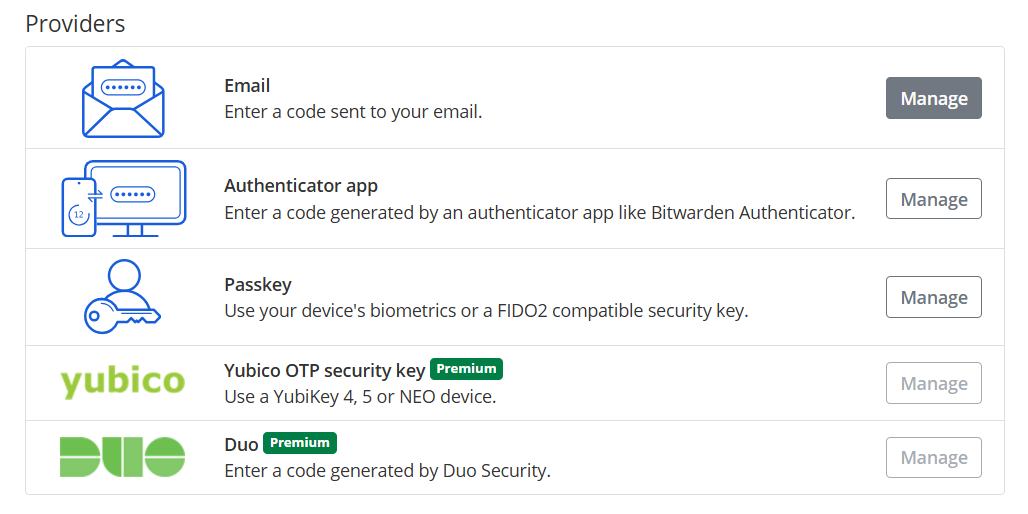 Providers
Email
Enter a code sent to your email.
Manage
Authenticator app
Enter a code generated by an authenticator app like Bitwarden Authenticator.
12
Manage
Passkey
Use your device's biometrics or a FIDO2 compatible security key.
Manage
yubico
Yubico OTP security key Premium
Use a YubiKey 4, 5 or NEO device.
Manage
DUO
Duo Premium
Enter a code generated by Duo Security.
Manage